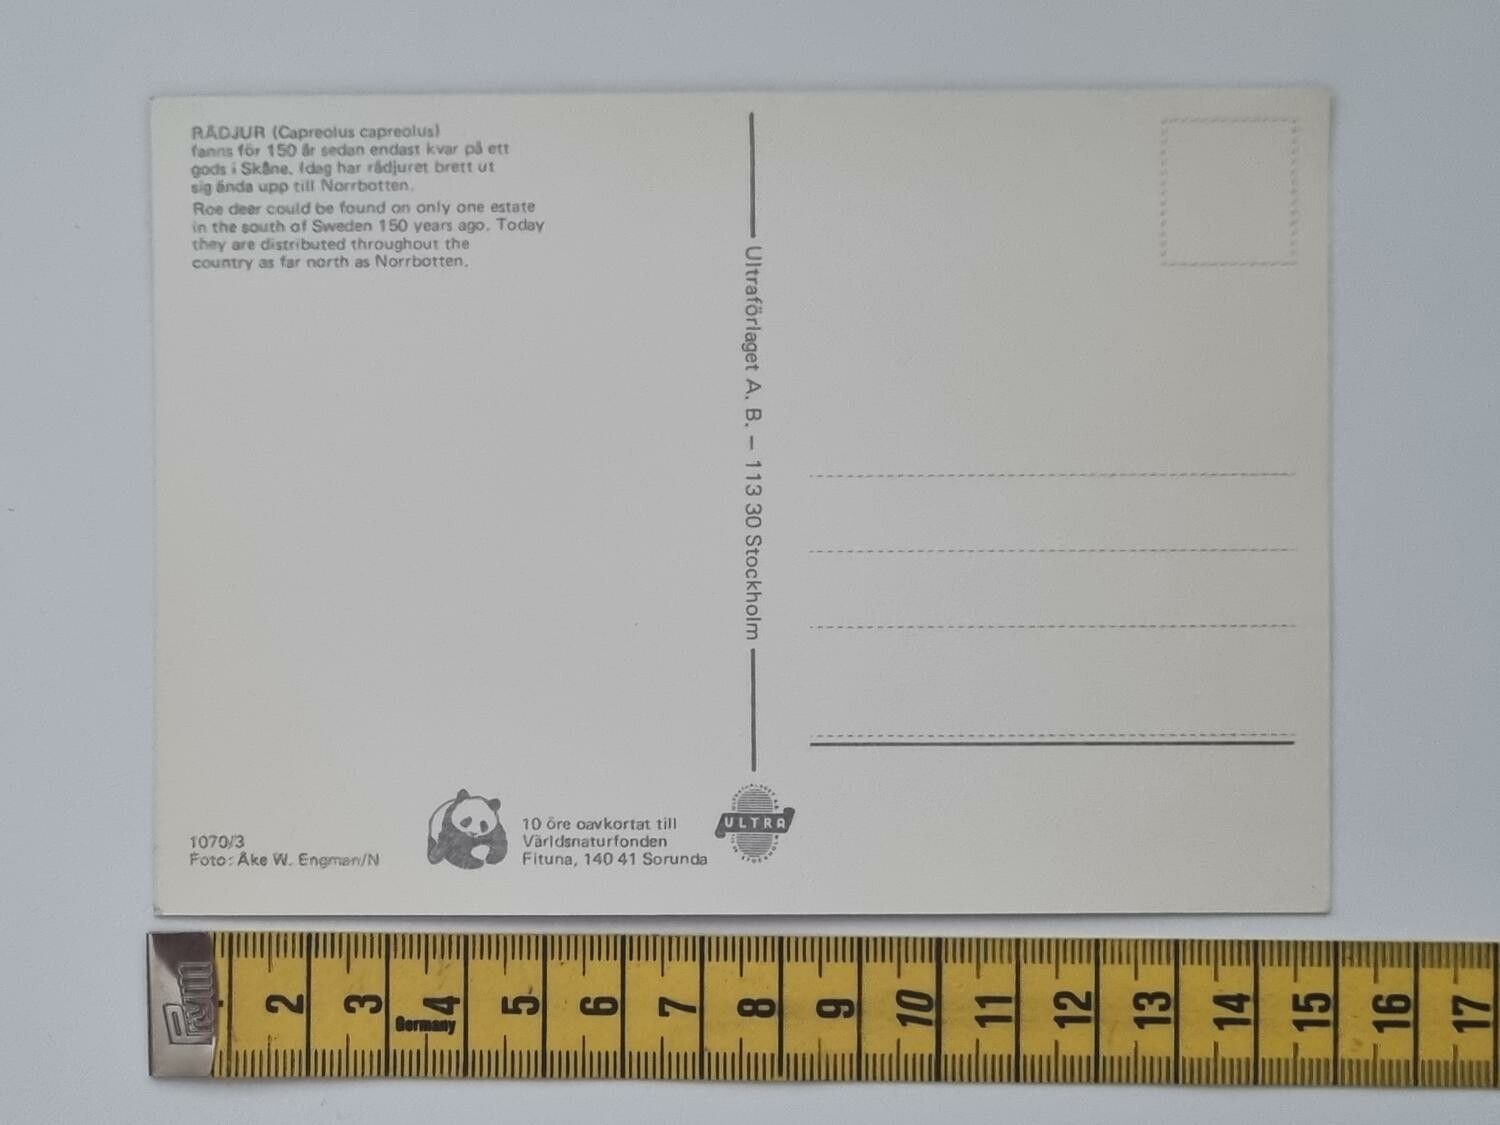 RÅDJUR (Capreolus capreolus)
fanns för 150 år sedan endast kvar på ett
gods i Skåne. Idag har rådjuret brett ut
sig ända upp till Norrbotten.
Roe deer could be found on only one estate
in the south of Sweden 150 years ago. Today
they are distributed throughout the
country as far north as Norrbotten.
Ultraförlaget A. B. – 113 30 Stockholm
1070/3
Foto: Åke W. Engman/N
10 öre oavkortat till
Världsnaturfonden
Fituna, 140 41 Sorunda
ULTRA
Prym
2 3 4 5 6 7 8 9 10 11 12 13 14 15 16 17
Germany